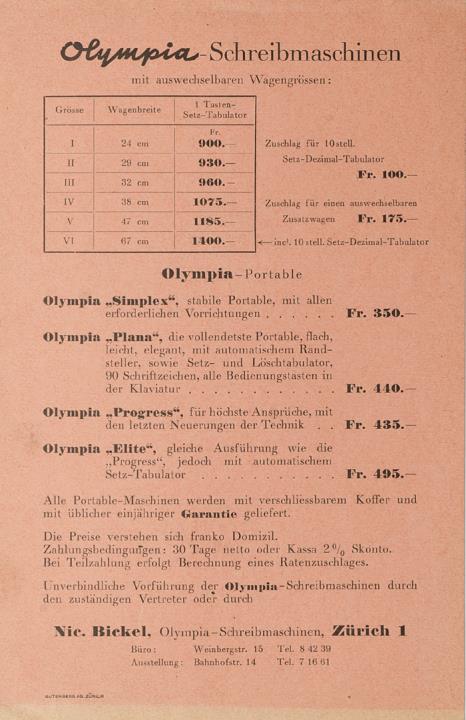 Olympia-Schreibmaschinen
mit auswechselbaren Wagengrössen:
Grösse Wagenbreite 1 Tasten-
Setz-Tabulator
Fr.
I 24 cm 900.— Zuschlag für 10stell.
II 29 cm 930.— Setz-Dezimal-Tabulator
Fr. 100.—
III 32 cm 960.—
IV 38 cm 1075.— Zuschlag für einen auswechselbaren
V 47 cm 1185.— Zusatzwagen Fr. 175.—
VI 67 cm 1400.— ←incl. 10 stell. Setz-Dezimal-Tabulator
Olympia-Portable
Olympia „Simplex“, stabile Portable, mit allen
erforderlichen Vorrichtungen . . . . . . Fr. 350.—
Olympia „Plana“, die vollendetste Portable, flach,
leicht, elegant, mit automatischem Rand-
steller, sowie Setz- und Löschtabulator,
90 Schriftzeichen, alle Bedienungstasten in
der Klaviatur . . . . . . . . . . Fr. 440.—
Olympia „Progress“, für höchste Ansprüche, mit
den letzten Neuerungen der Technik . . Fr. 435.—
Olympia „Elite“, gleiche Ausführung wie die
„Progress“, jedoch mit automatischem
Setz-Tabulator . . . . . . . . . . Fr. 495.—
Alle Portable-Maschinen werden mit verschliessbarem Koffer und
mit üblicher einjähriger Garantie geliefert.
Die Preise verstehen sich franko Domizil.
Zahlungsbedingungen: 30 Tage netto oder Kassa 2% Skonto.
Bei Teilzahlung erfolgt Berechnung eines Ratenzuschlages.
Unverbindliche Vorführung der Olympia-Schreibmaschinen durch
den zuständigen Vertreter oder durch
Nic. Bickel, Olympia-Schreibmaschinen, Zürich 1
Büro: Weinbergstr. 15 Tel. 8 42 39
Ausstellung: Bahnhofstr. 14 Tel. 7 16 61
GUTENBERG AG. ZÜRICH